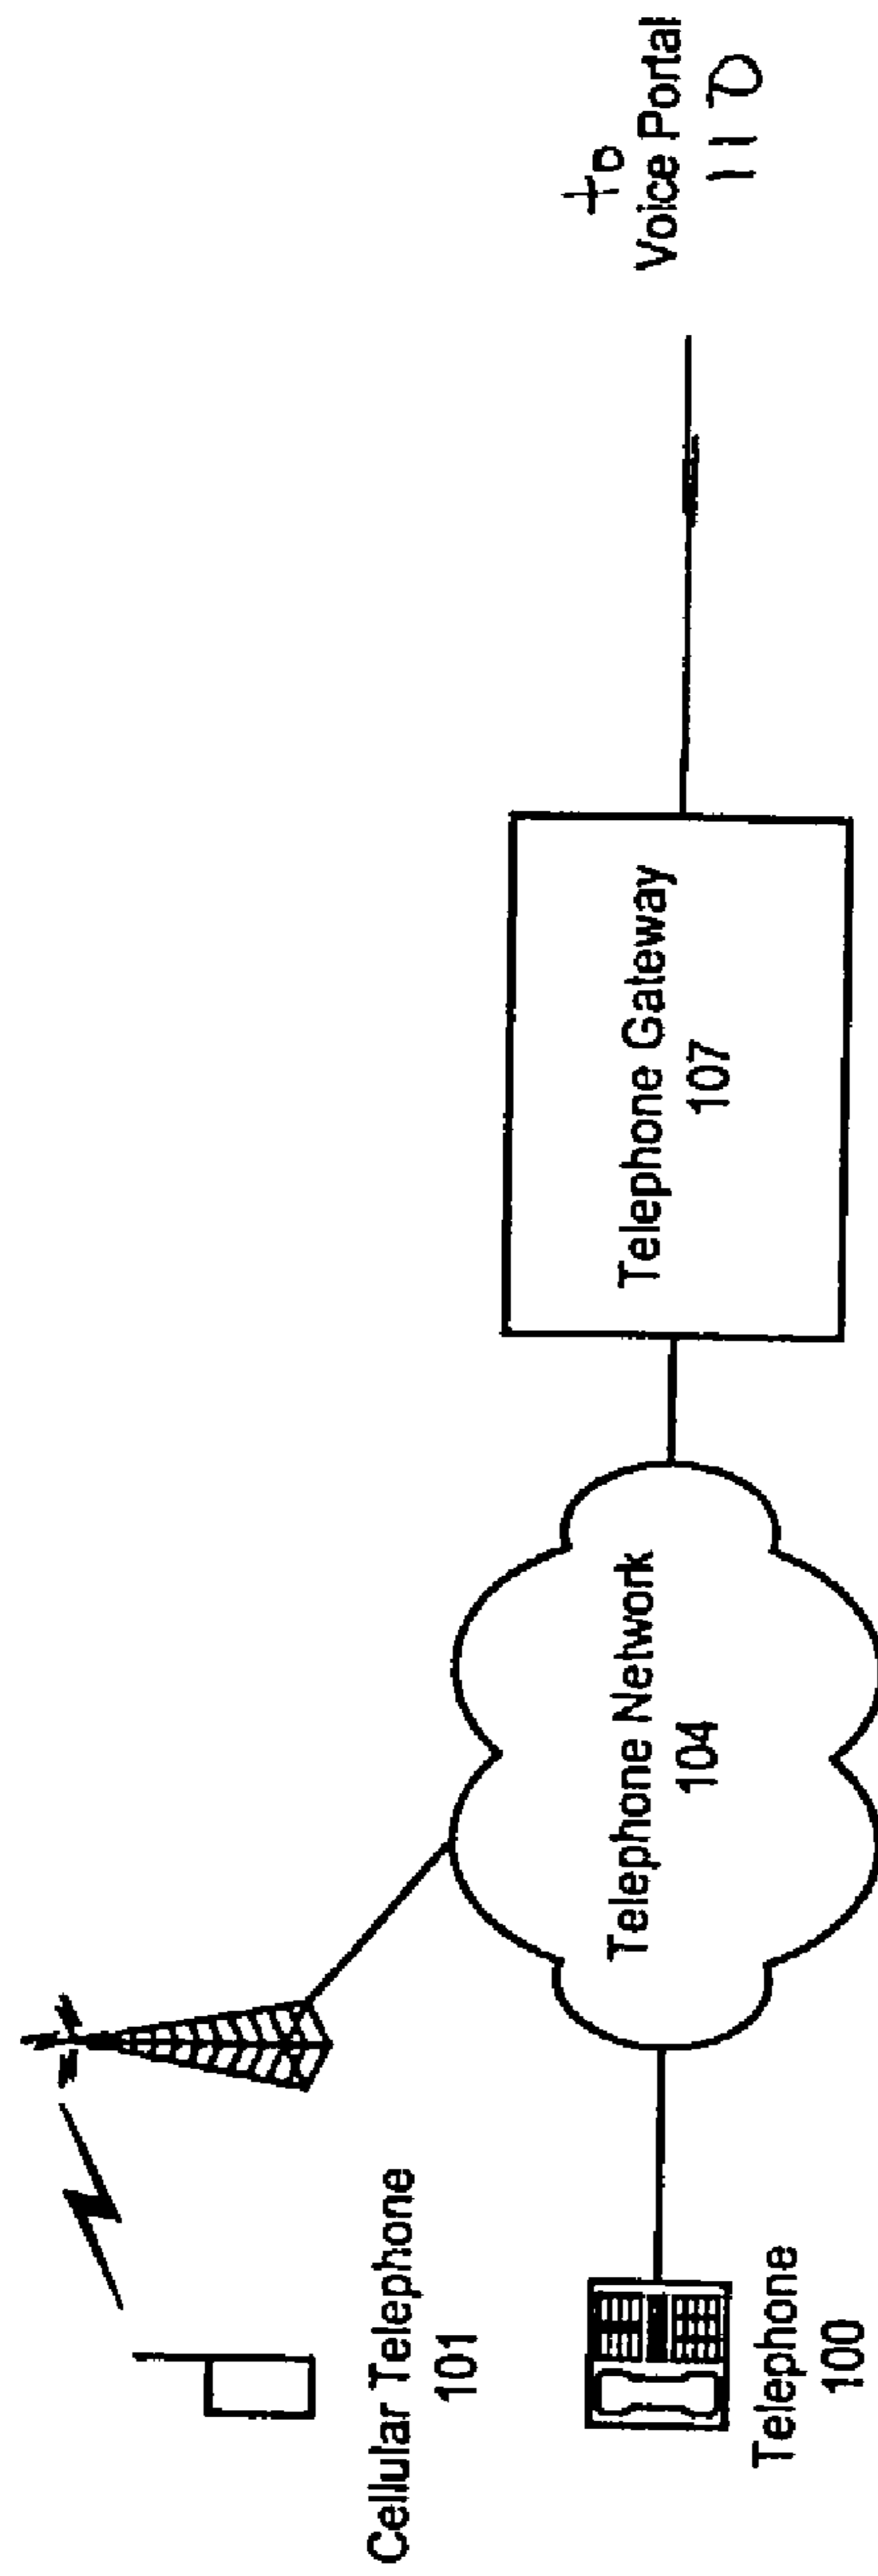 Cellular Telephone
101
Telephone
100
Telephone Network
104
Telephone Gateway
107
to
Voice Portal
110